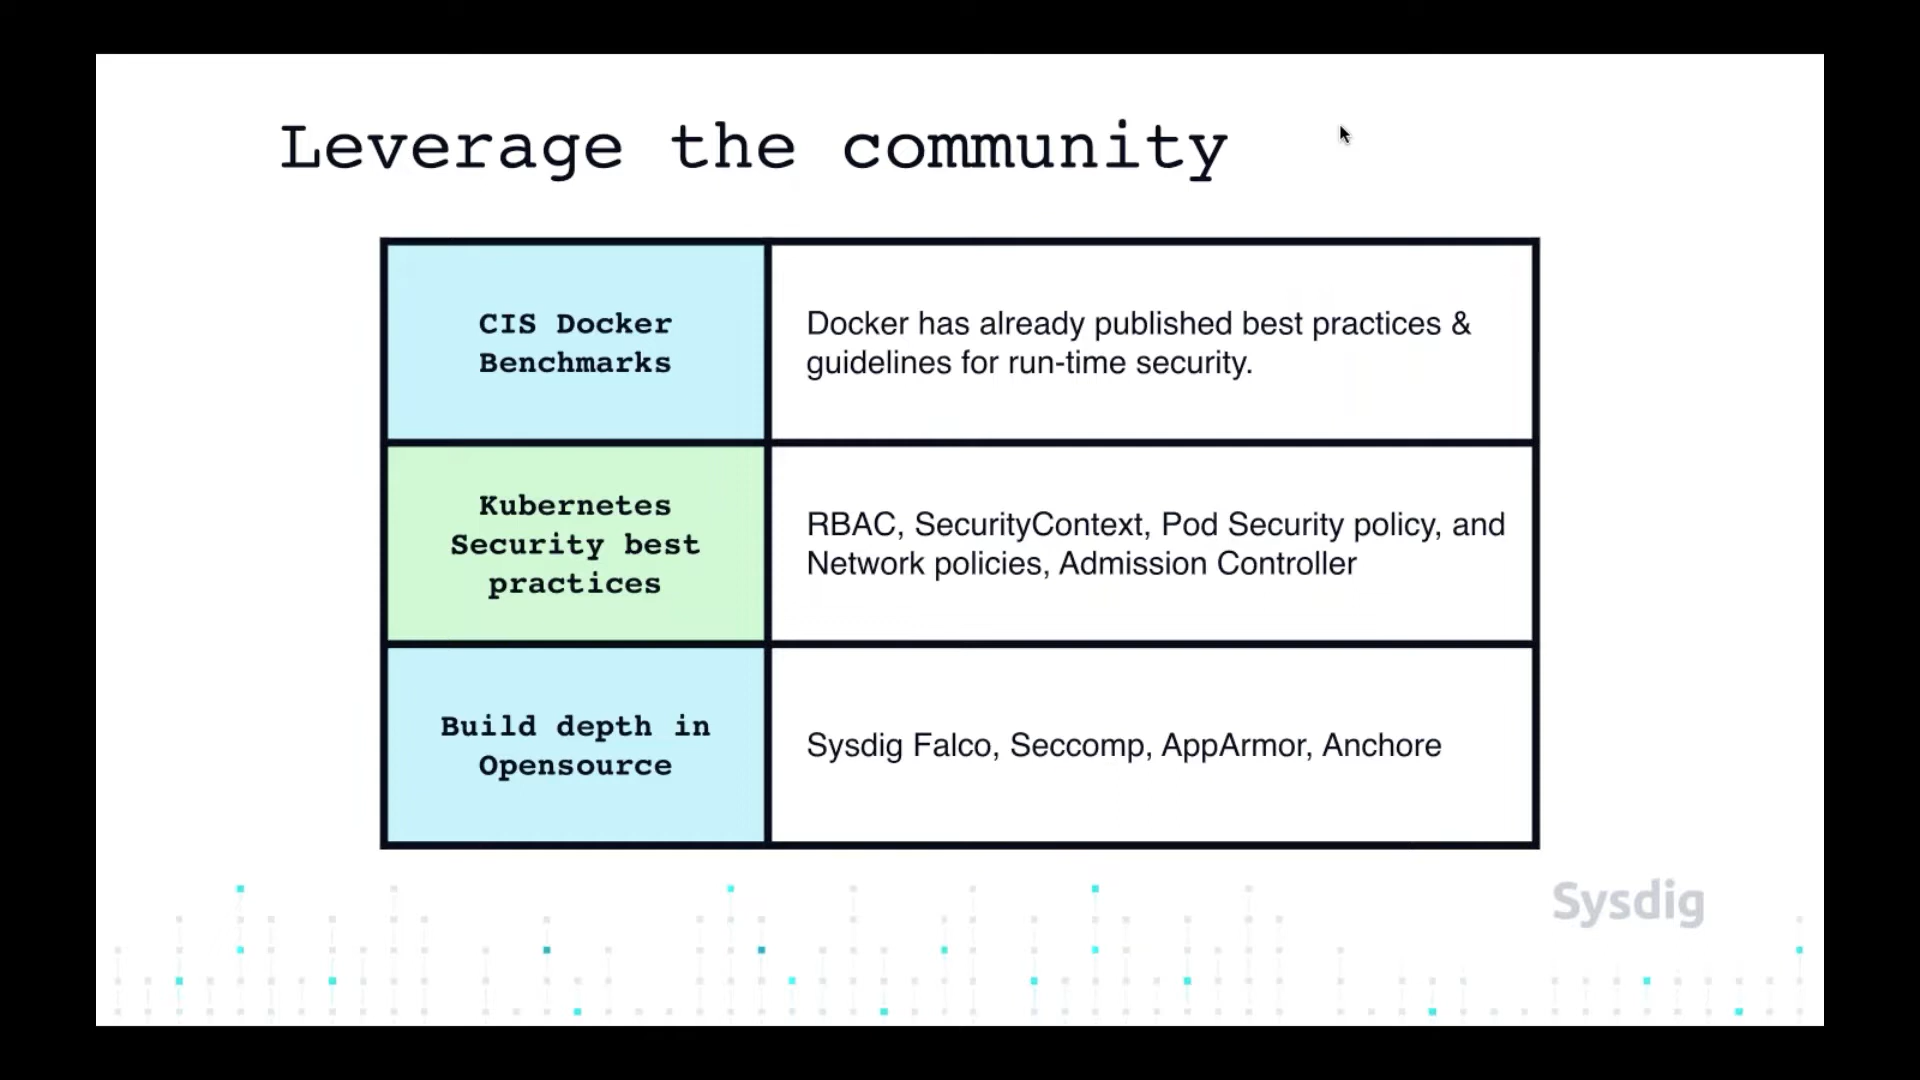 Leverage the community
CIS Docker
Benchmarks
Docker has already published best practices &
guidelines for run-time security.
Kubernetes
Security best
practices
RBAC, SecurityContext, Pod Security policy, and
Network policies, Admission Controller
Build depth in
Opensource
Sysdig Falco, Seccomp, AppArmor, Anchore
Sysdig